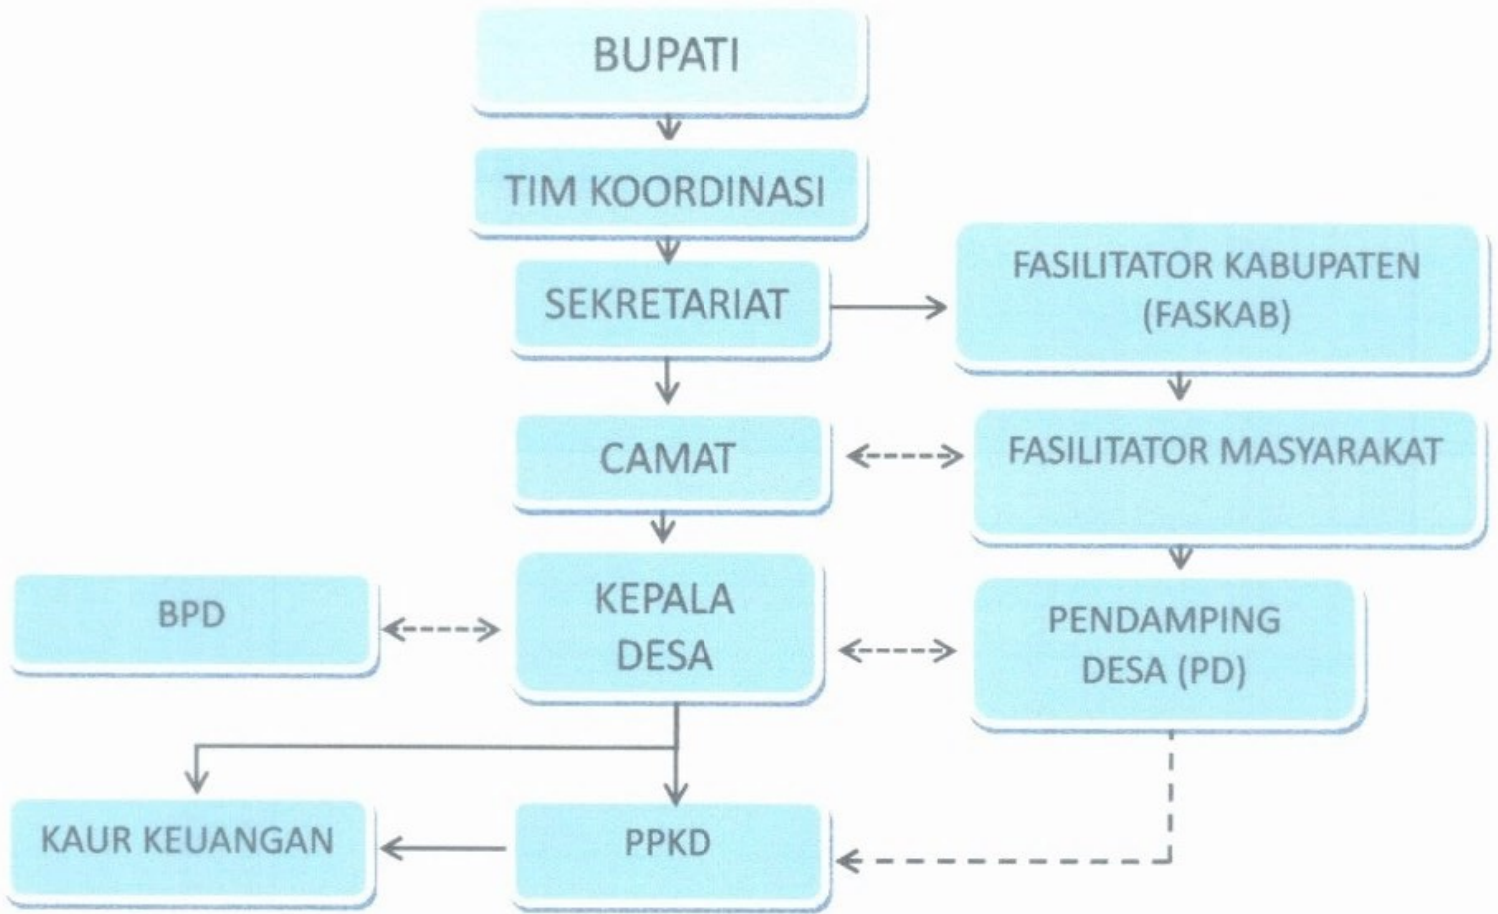 BUPATI
TIM KOORDINASI
SEKRETARIAT
FASILITATOR KABUPATEN
(FASKAB)
CAMAT
FASILITATOR MASYARAKAT
BPD
KEPALA
DESA
PENDAMPING
DESA (PD)
KAUR KEUANGAN
PPKD